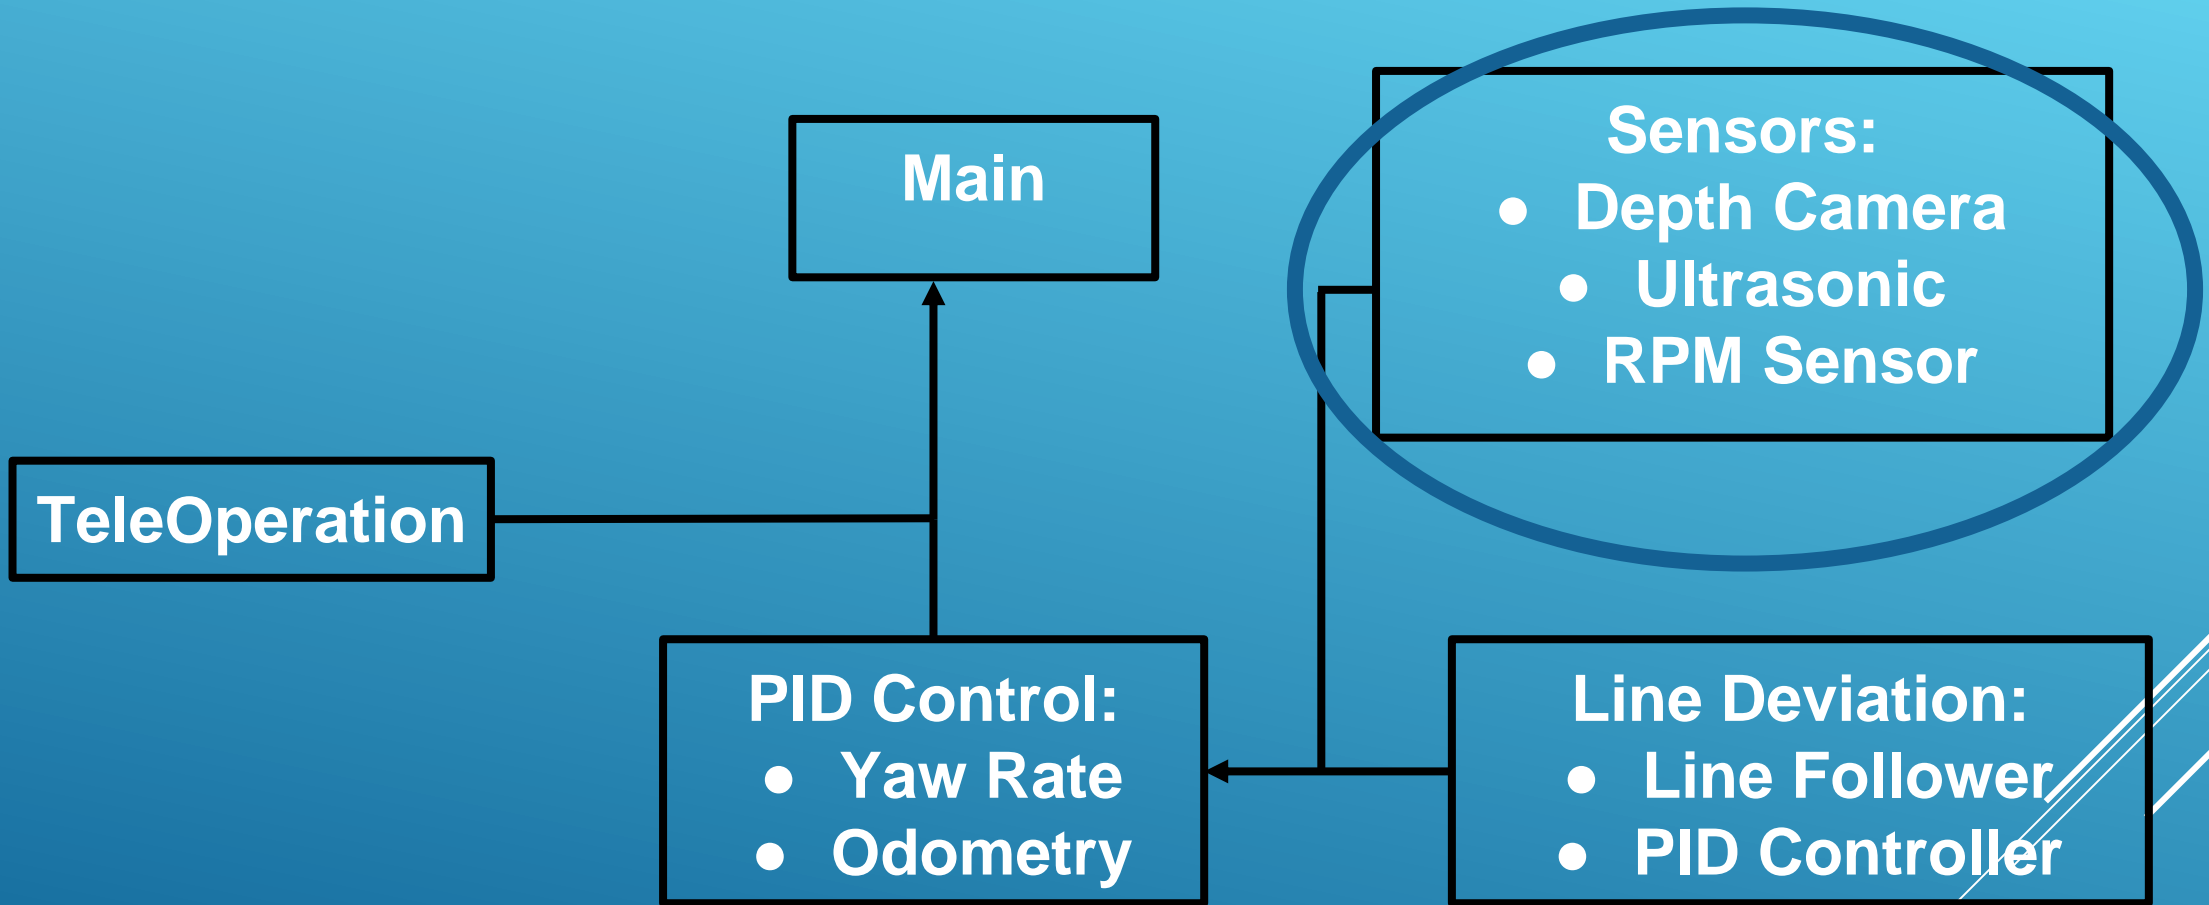 Main
Sensors:
● Depth Camera
● Ultrasonic
● RPM Sensor
TeleOperation
PID Control:
● Yaw Rate
● Odometry
Line Deviation:
● Line Follower
● PID Controller